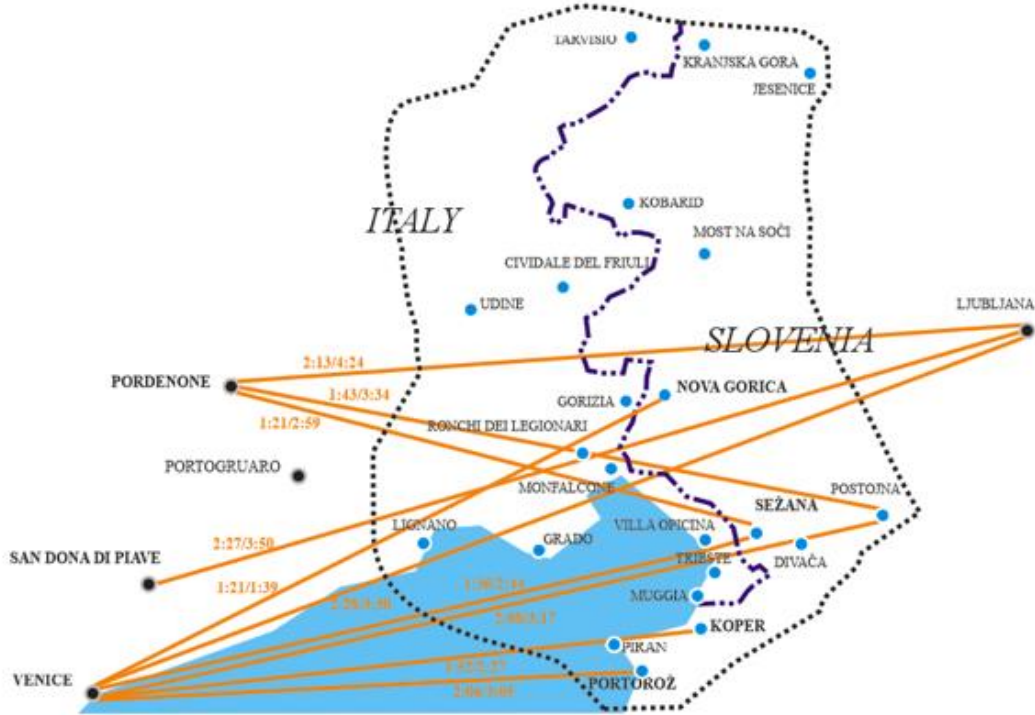 TARVISIO
KRANJSKA GORA
JESENICE
KOBARID
ITALY
MOST NA SOČI
CIVIDALE DEL FRIULI
UDINE
LJUBLJANA
SLOVENIA
2:13/4:24
PORDENONE
1:43/3:34
NOVA GORICA
GORIZIA
1:21/2:59
RONCHI DEI LEGIONARI
PORTOGRUARO
MONFALCONE
POSTOJNA
SEŽANA
LIGNANO
VILLA OPICINA
2:27/3:50
GRADO
SAN DONA DI PIAVE
DIVAČA
TRIESTE
1:21/1:39
MUGGIA
KOPER
PIRAN
VENICE
PORTOROŽ